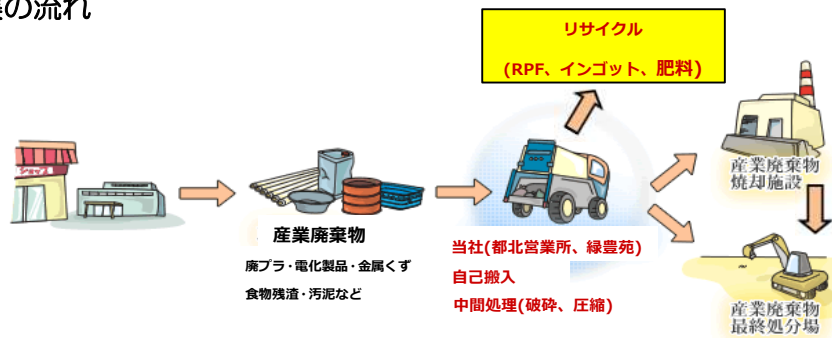 の流れ
リサイクル
(RPF、インゴット、肥料)
ショップ
産業廃棄物
焼却施設
産業廃棄物
廃プラ・電化製品・金属くず
食物残渣・汚泥など
当社(都北営業所、緑豊苑)
自己搬入
中間処理(破砕、圧縮)
産業廃棄物
最終処分場